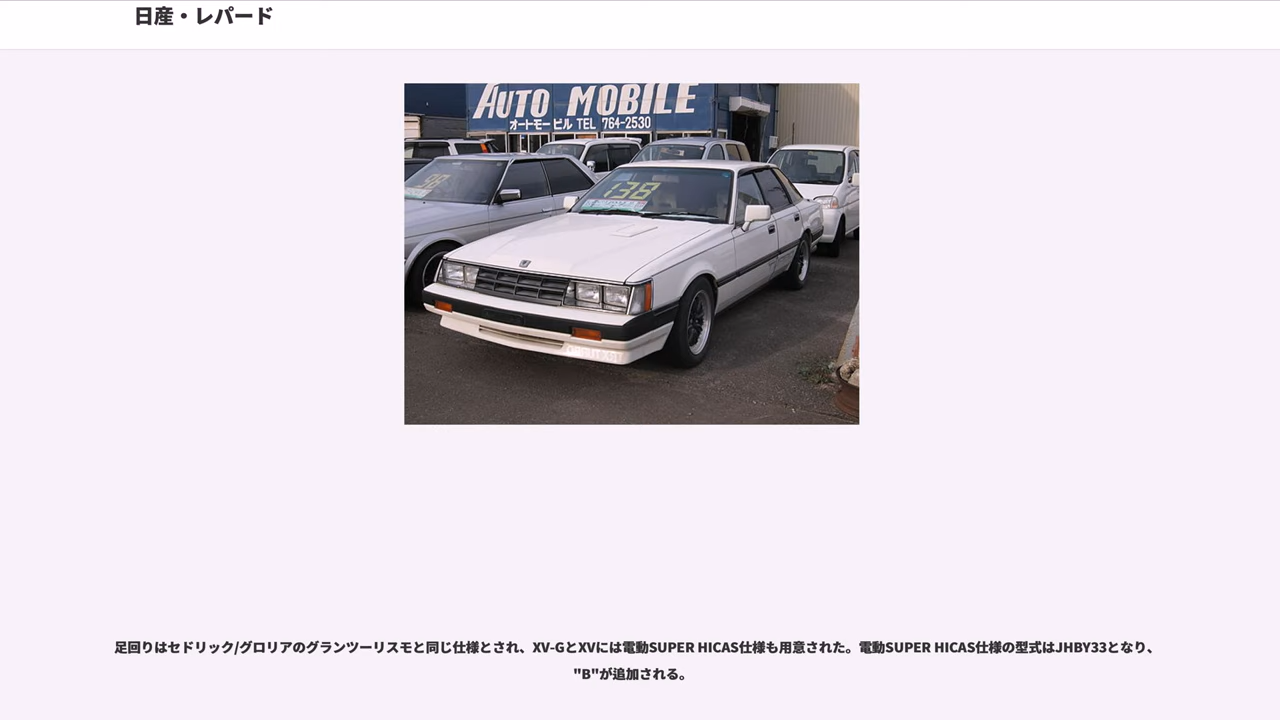 日産・レパード
AUTO MOBILE
オートモービル TEL 764-2530
98
138
足回りはセドリック/グロリアのグランツーリスモと同じ仕様とされ、XV-GとXVには電動SUPER HICAS仕様も用意された。電動SUPER HICAS仕様の型式はJHBY33となり、
"B"が追加される。